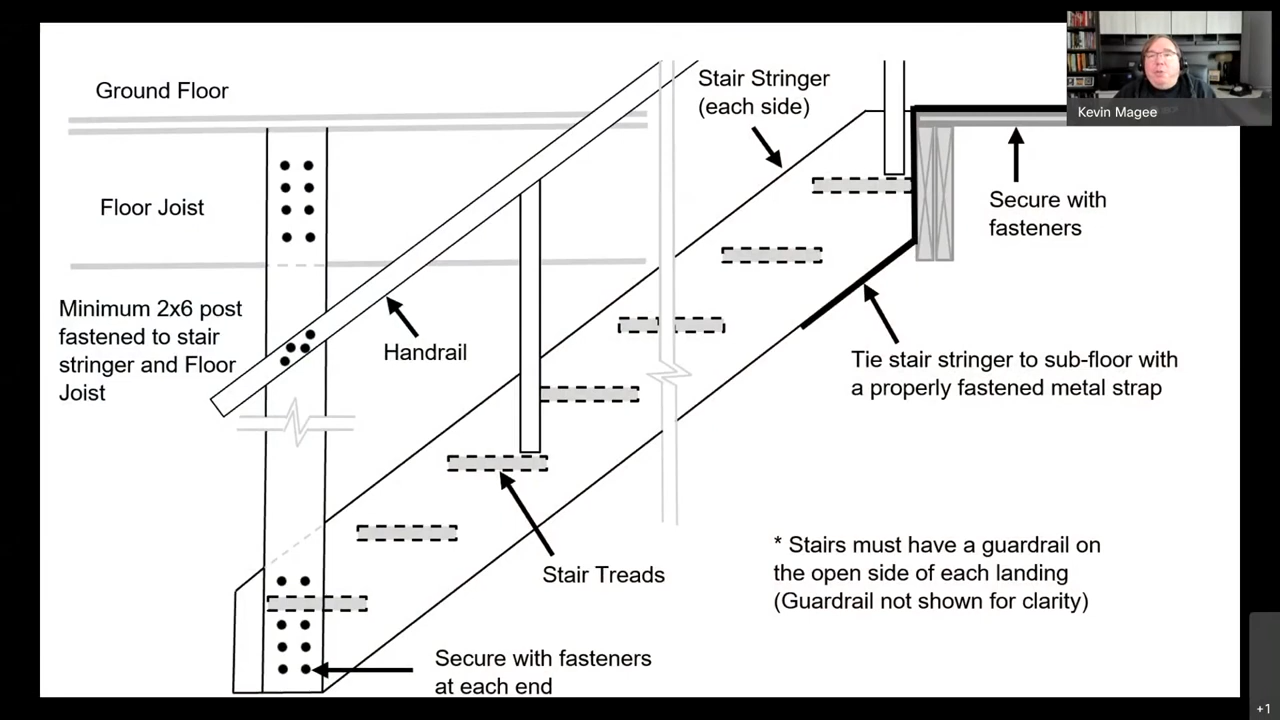 Ground Floor
Stair Stringer
(each side)
Kevin Magee
Floor Joist
Secure with
fasteners
Minimum 2x6 post
fastened to stair
stringer and Floor
Joist
Handrail
Tie stair stringer to sub-floor with
a properly fastened metal strap
Stair Treads
* Stairs must have a guardrail on
the open side of each landing
(Guardrail not shown for clarity)
Secure with fasteners
at each end
+1